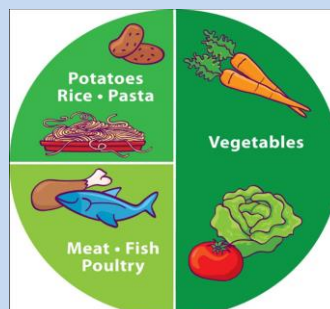 Potatoes
Rice • Pasta
Vegetables
Meat • Fish
Poultry